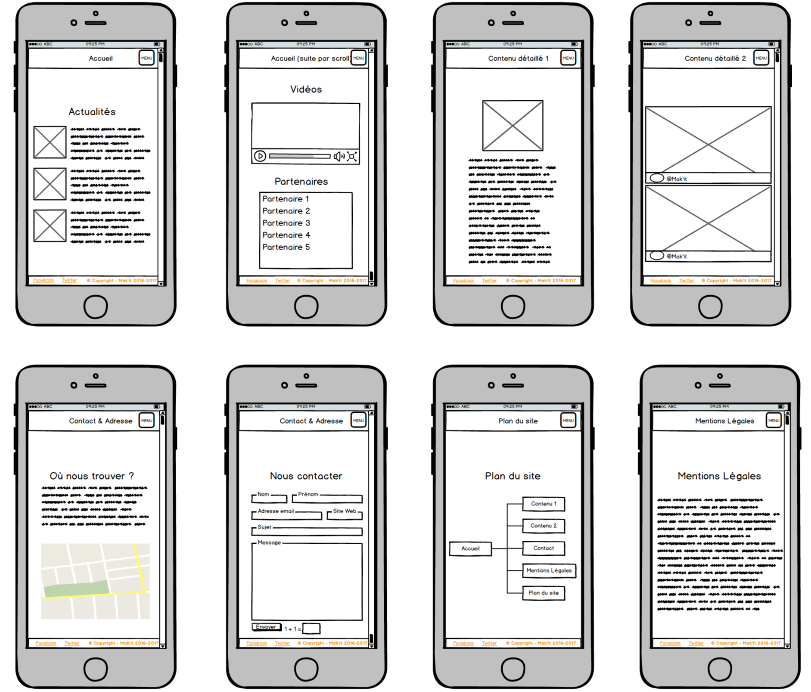 ABC 09:25 PM
Accueil
MENU
Actualités
Facebook Twitter © Copyright - Mak'it 2016-2017
ABC 09:25 PM
Accueil (suite par scroll)
MENU
Vidéos
Partenaires
Partenaire 1
Partenaire 2
Partenaire 3
Partenaire 4
Partenaire 5
Facebook Twitter © Copyright - Mak'it 2016-2017
ABC 09:25 PM
Contenu détaillé 1
MENU
Facebook Twitter © Copyright - Mak'it 2016-2017
ABC 09:25 PM
Contenu détaillé 2
MENU
@Mak'it
@Mak'it
Facebook Twitter © Copyright - Mak'it 2016-2017
ABC 09:25 PM
Contact & Adresse
MENU
Où nous trouver ?
Facebook Twitter © Copyright - Mak'it 2016-2017
ABC 09:25 PM
Contact & Adresse
MENU
Nous contacter
Nom Prénom
Adresse email Site Web
Sujet
Message
Envoyer 1 + 1 =
Facebook Twitter © Copyright - Mak'it 2016-2017
ABC 09:25 PM
Plan du site
MENU
Plan du site
Contenu 1
Contenu 2
Accueil Contact
Mentions Légales
Plan du site
Facebook Twitter © Copyright - Mak'it 2016-2017
ABC 09:25 PM
Mentions Légales
MENU
Mentions Légales
Facebook Twitter © Copyright - Mak'it 2016-2017